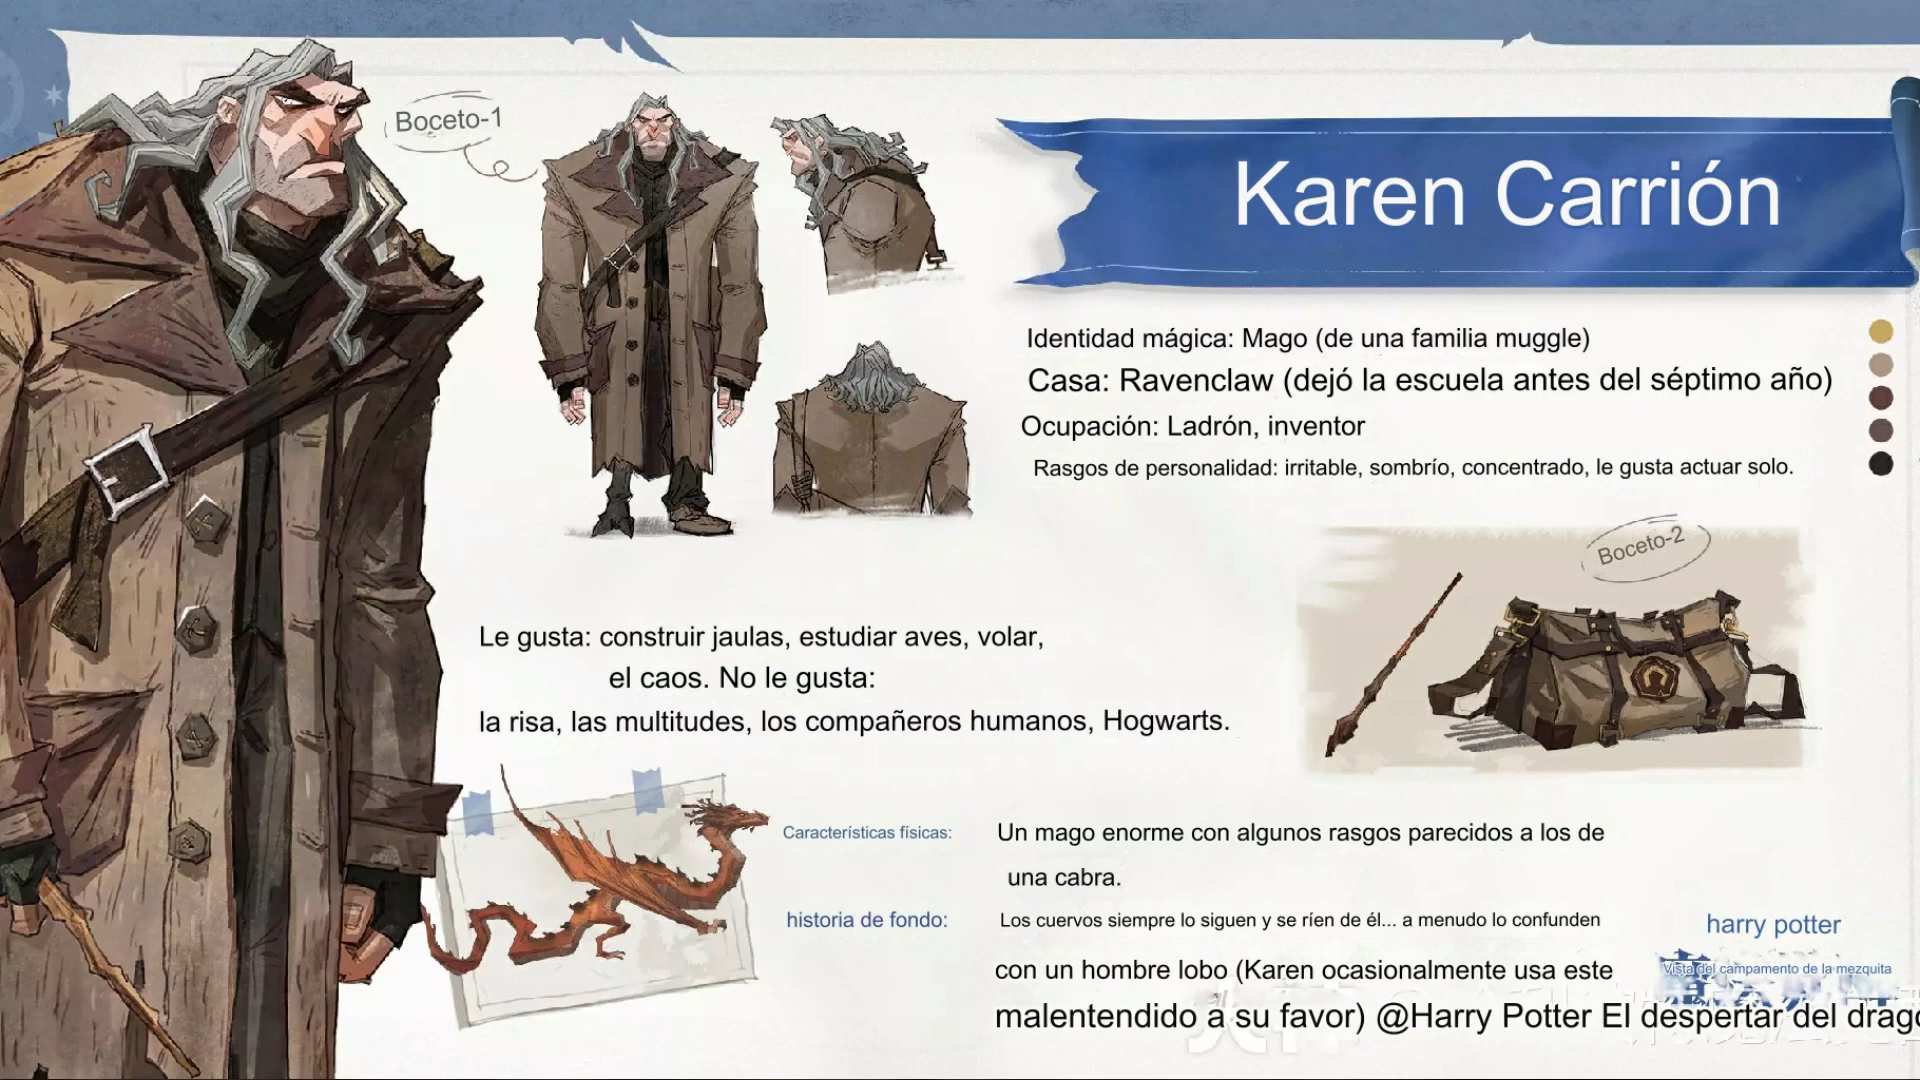 Boceto-1
Karen Carrión
Identidad mágica: Mago (de una familia muggle)
Casa: Ravenclaw (dejó la escuela antes del séptimo año)
Ocupación: Ladrón, inventor
Rasgos de personalidad: irritable, sombrío, concentrado, le gusta actuar solo.
Boceto-2
Le gusta: construir jaulas, estudiar aves, volar,
el caos. No le gusta:
la risa, las multitudes, los compañeros humanos, Hogwarts.
Características físicas:
Un mago enorme con algunos rasgos parecidos a los de
una cabra.
historia de fondo:
Los cuervos siempre lo siguen y se ríen de él... a menudo lo confunden
con un hombre lobo (Karen ocasionalmente usa este
malentendido a su favor) @Harry Potter El despertar del drago
harry potter
Vista del campamento de la mezquita